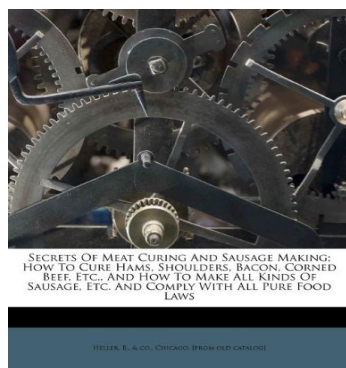 Secrets Of Meat Curing And Sausage Making;
How To Cure Hams, Shoulders, Bacon, Corned
Beef, Etc., And How To Make All Kinds Of
Sausage, Etc. And Comply With All Pure Food
Laws
Heller, B., & co., Chicago. [from old catalog]